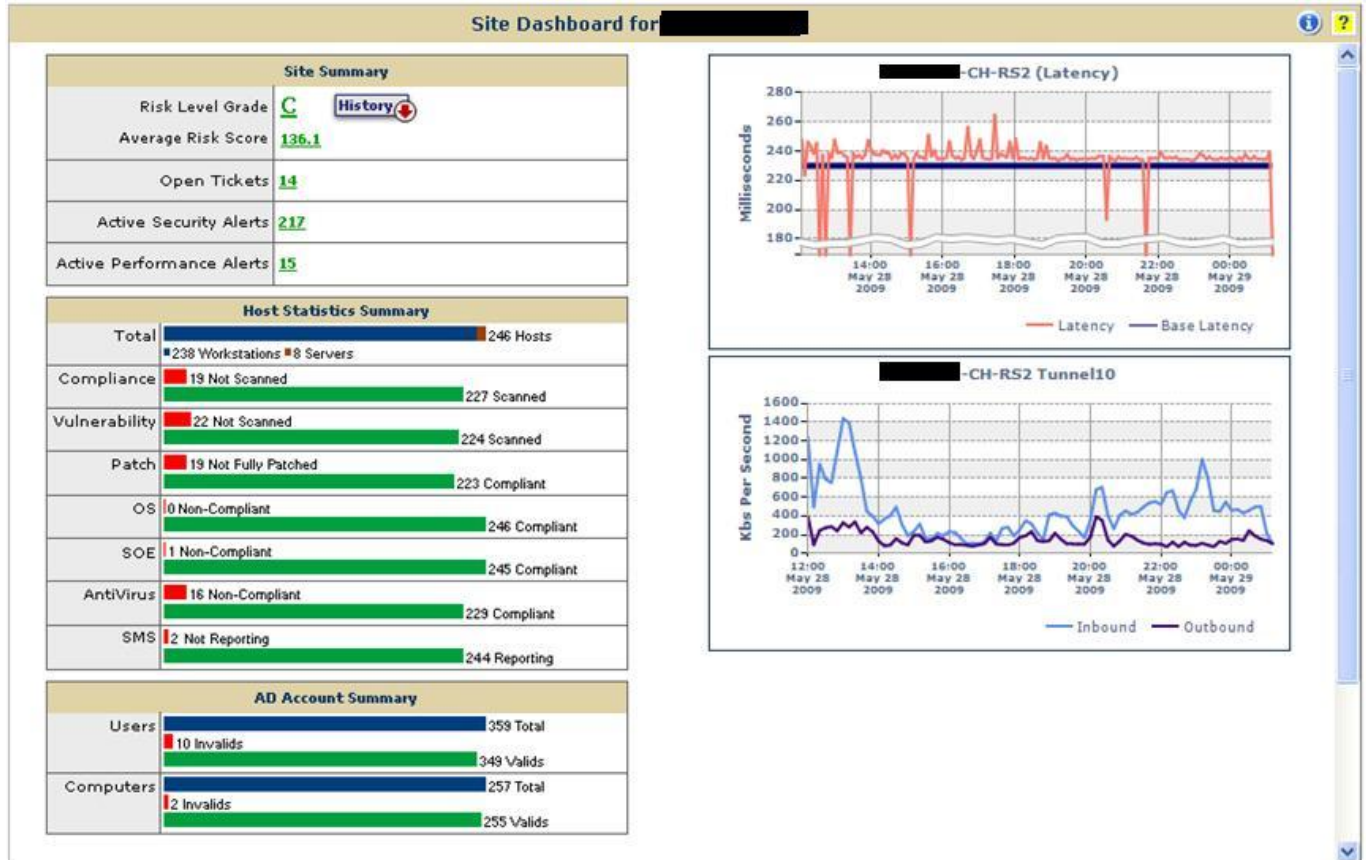 Site Dashboard for
?
Site Summary
Risk Level Grade C History
Average Risk Score 136.1
Open Tickets 14
Active Security Alerts 217
Active Performance Alerts 15
Host Statistics Summary
Total 246 Hosts
238 Workstations 8 Servers
Compliance 19 Not Scanned
227 Scanned
Vulnerability 22 Not Scanned
224 Scanned
Patch 19 Not Fully Patched
223 Compliant
OS 0 Non-Compliant
246 Compliant
SOE 1 Non-Compliant
245 Compliant
AntiVirus 16 Non-Compliant
229 Compliant
SMS 2 Not Reporting
244 Reporting
AD Account Summary
Users 359 Total
10 Invalids
349 Valids
Computers 257 Total
2 Invalids
255 Valids
-CH-RS2 (Latency)
Milliseconds
280
260
240
220
200
180
14:00 16:00 18:00 20:00 22:00 00:00
May 28 May 28 May 28 May 28 May 28 May 29
2009 2009 2009 2009 2009 2009
Latency Base Latency
-CH-RS2 Tunnel10
Kbs Per Second
1600
1400
1200
1000
800
600
400
200
0
12:00 14:00 16:00 18:00 20:00 22:00 00:00
May 28 May 28 May 28 May 28 May 28 May 28 May 29
2009 2009 2009 2009 2009 2009 2009
Inbound Outbound